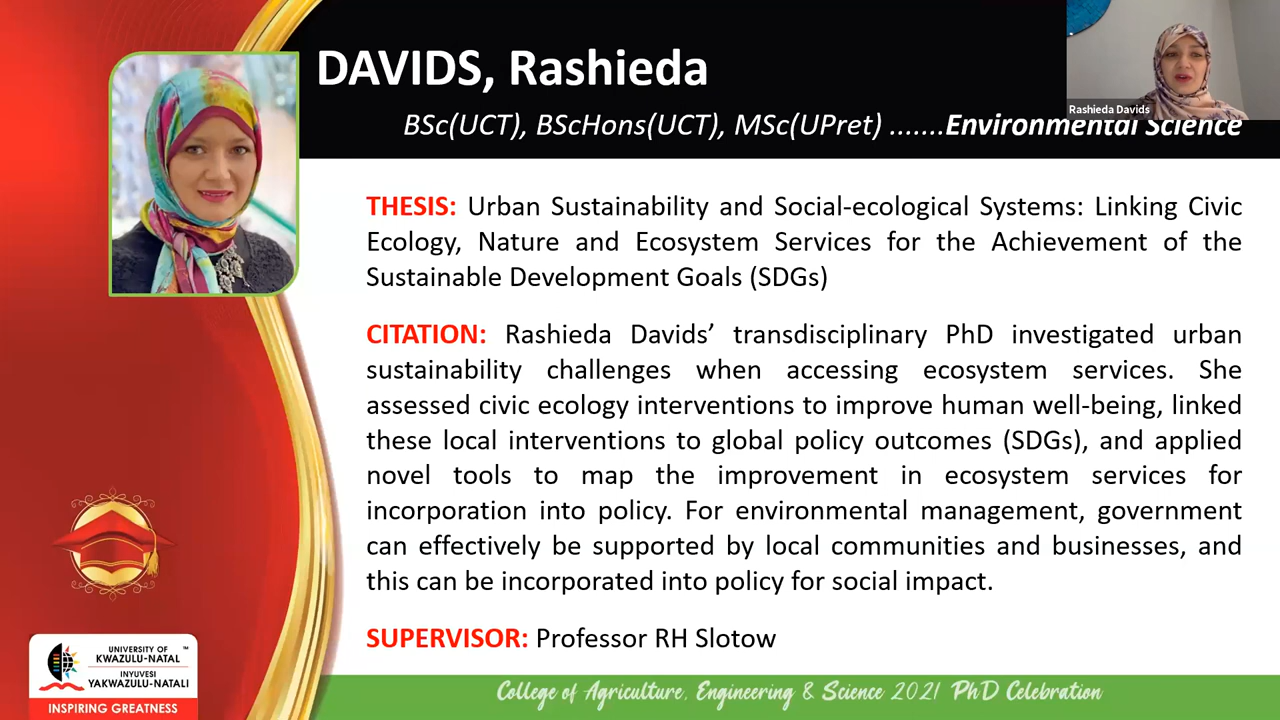 DAVIDS, Rashieda
Rashieda Davids
BSc(UCT), BScHons(UCT), MSc(UPret) .......Environmental Science
THESIS: Urban Sustainability and Social-ecological Systems: Linking Civic
Ecology, Nature and Ecosystem Services for the Achievement of the
Sustainable Development Goals (SDGs)
CITATION: Rashieda Davids’ transdisciplinary PhD investigated urban
sustainability challenges when accessing ecosystem services. She
assessed civic ecology interventions to improve human well-being, linked
these local interventions to global policy outcomes (SDGs), and applied
novel tools to map the improvement in ecosystem services for
incorporation into policy. For environmental management, government
can effectively be supported by local communities and businesses, and
this can be incorporated into policy for social impact.
SUPERVISOR: Professor RH Slotow
UNIVERSITY OF ™
KWAZULU-NATAL
INYUVESI
YAKWAZULU-NATALI
INSPIRING GREATNESS
College of Agriculture, Engineering & Science 2021 PhD Celebration